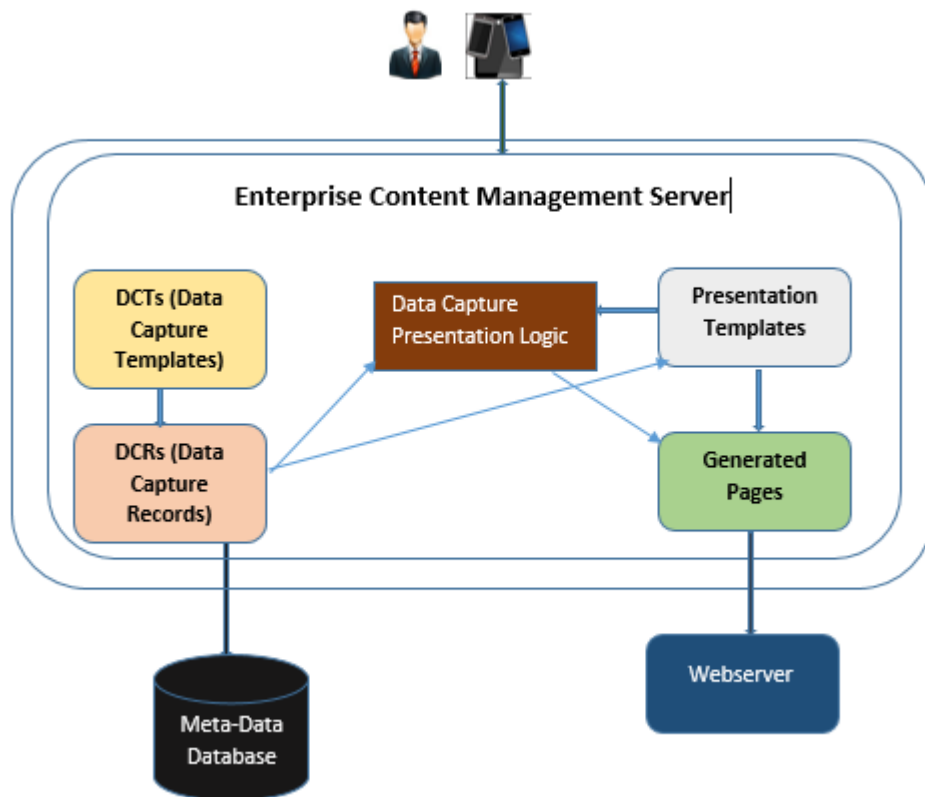 Enterprise Content Management Server
DCTs (Data
Capture
Templates)
Data Capture
Presentation Logic
Presentation
Templates
DCRs (Data
Capture
Records)
Generated
Pages
Meta-Data
Database
Webserver